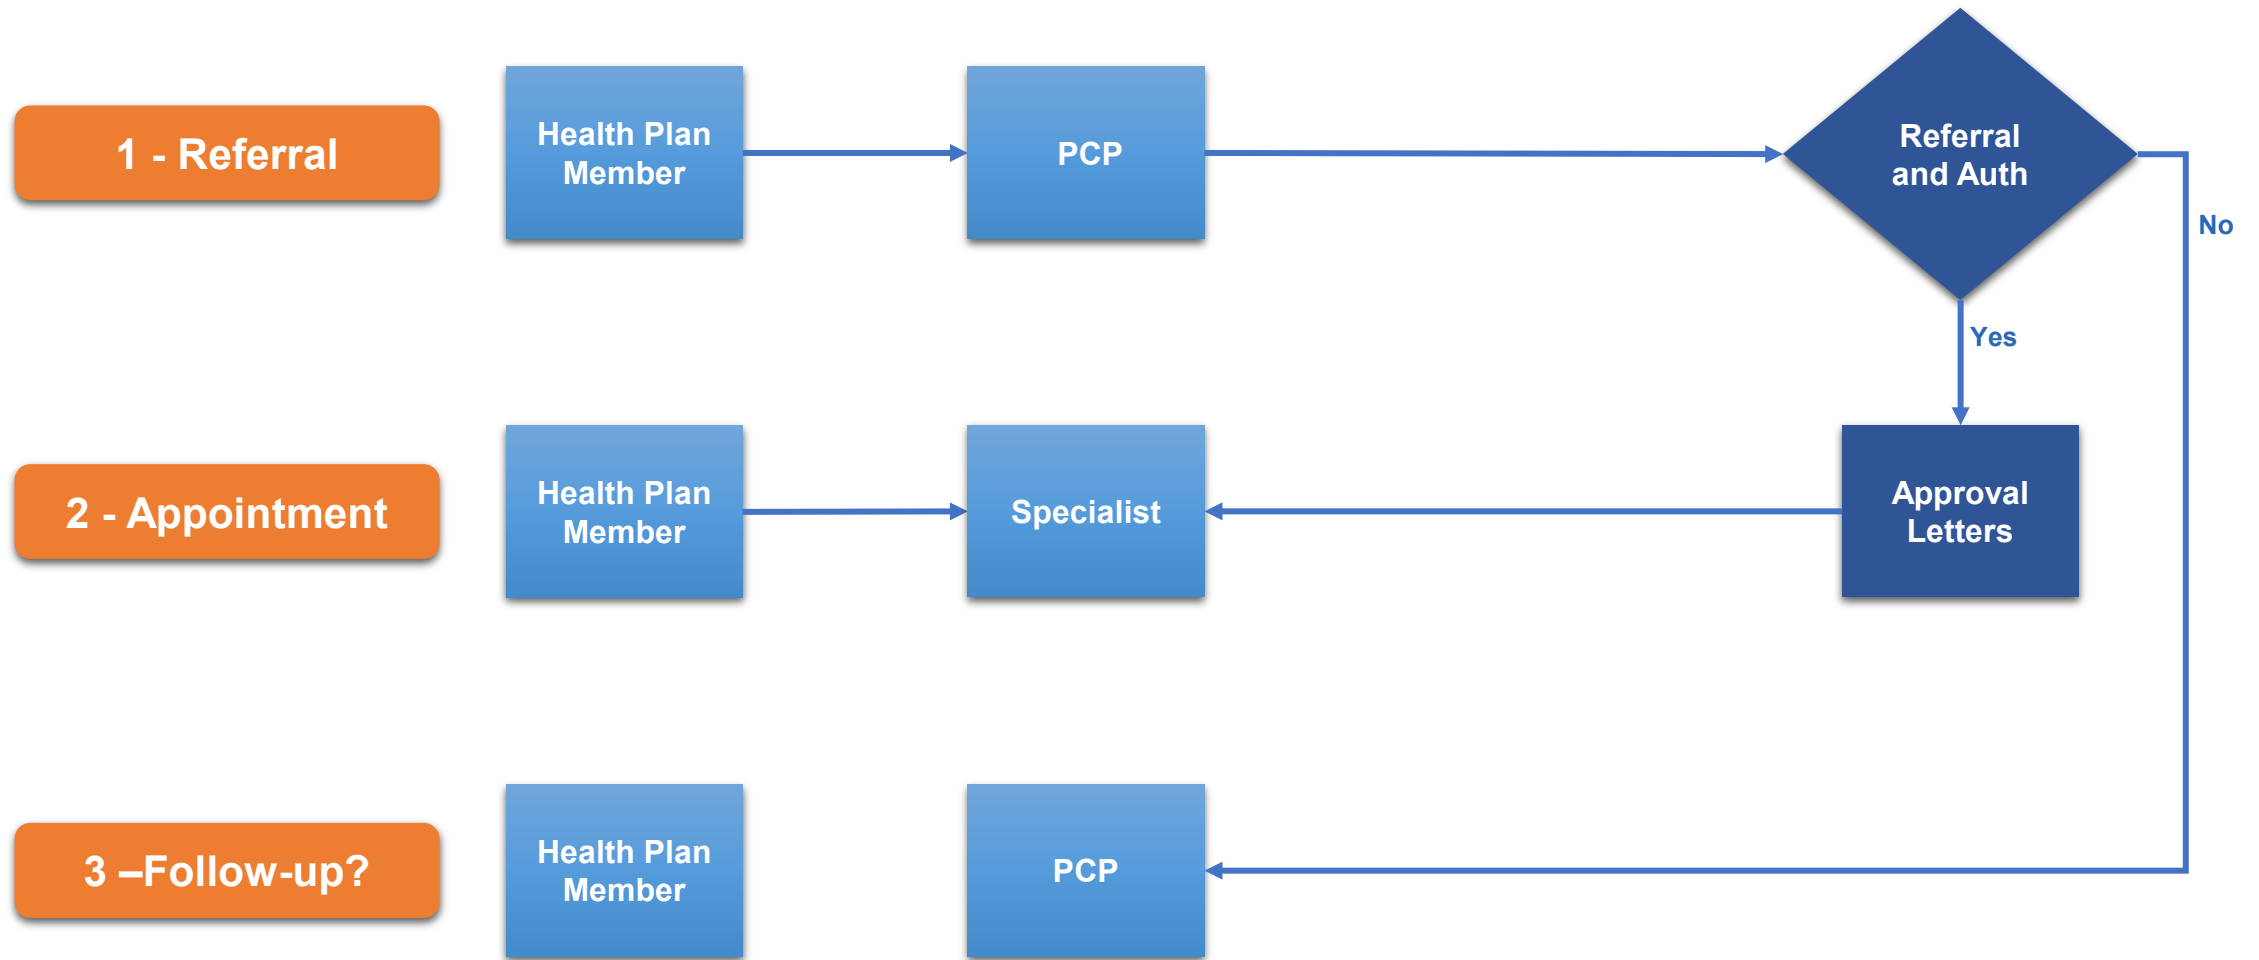 1 - Referral
Health Plan
Member
PCP
Referral
and Auth
No
Yes
2 - Appointment
Health Plan
Member
Specialist
Approval
Letters
3 –Follow-up?
Health Plan
Member
PCP